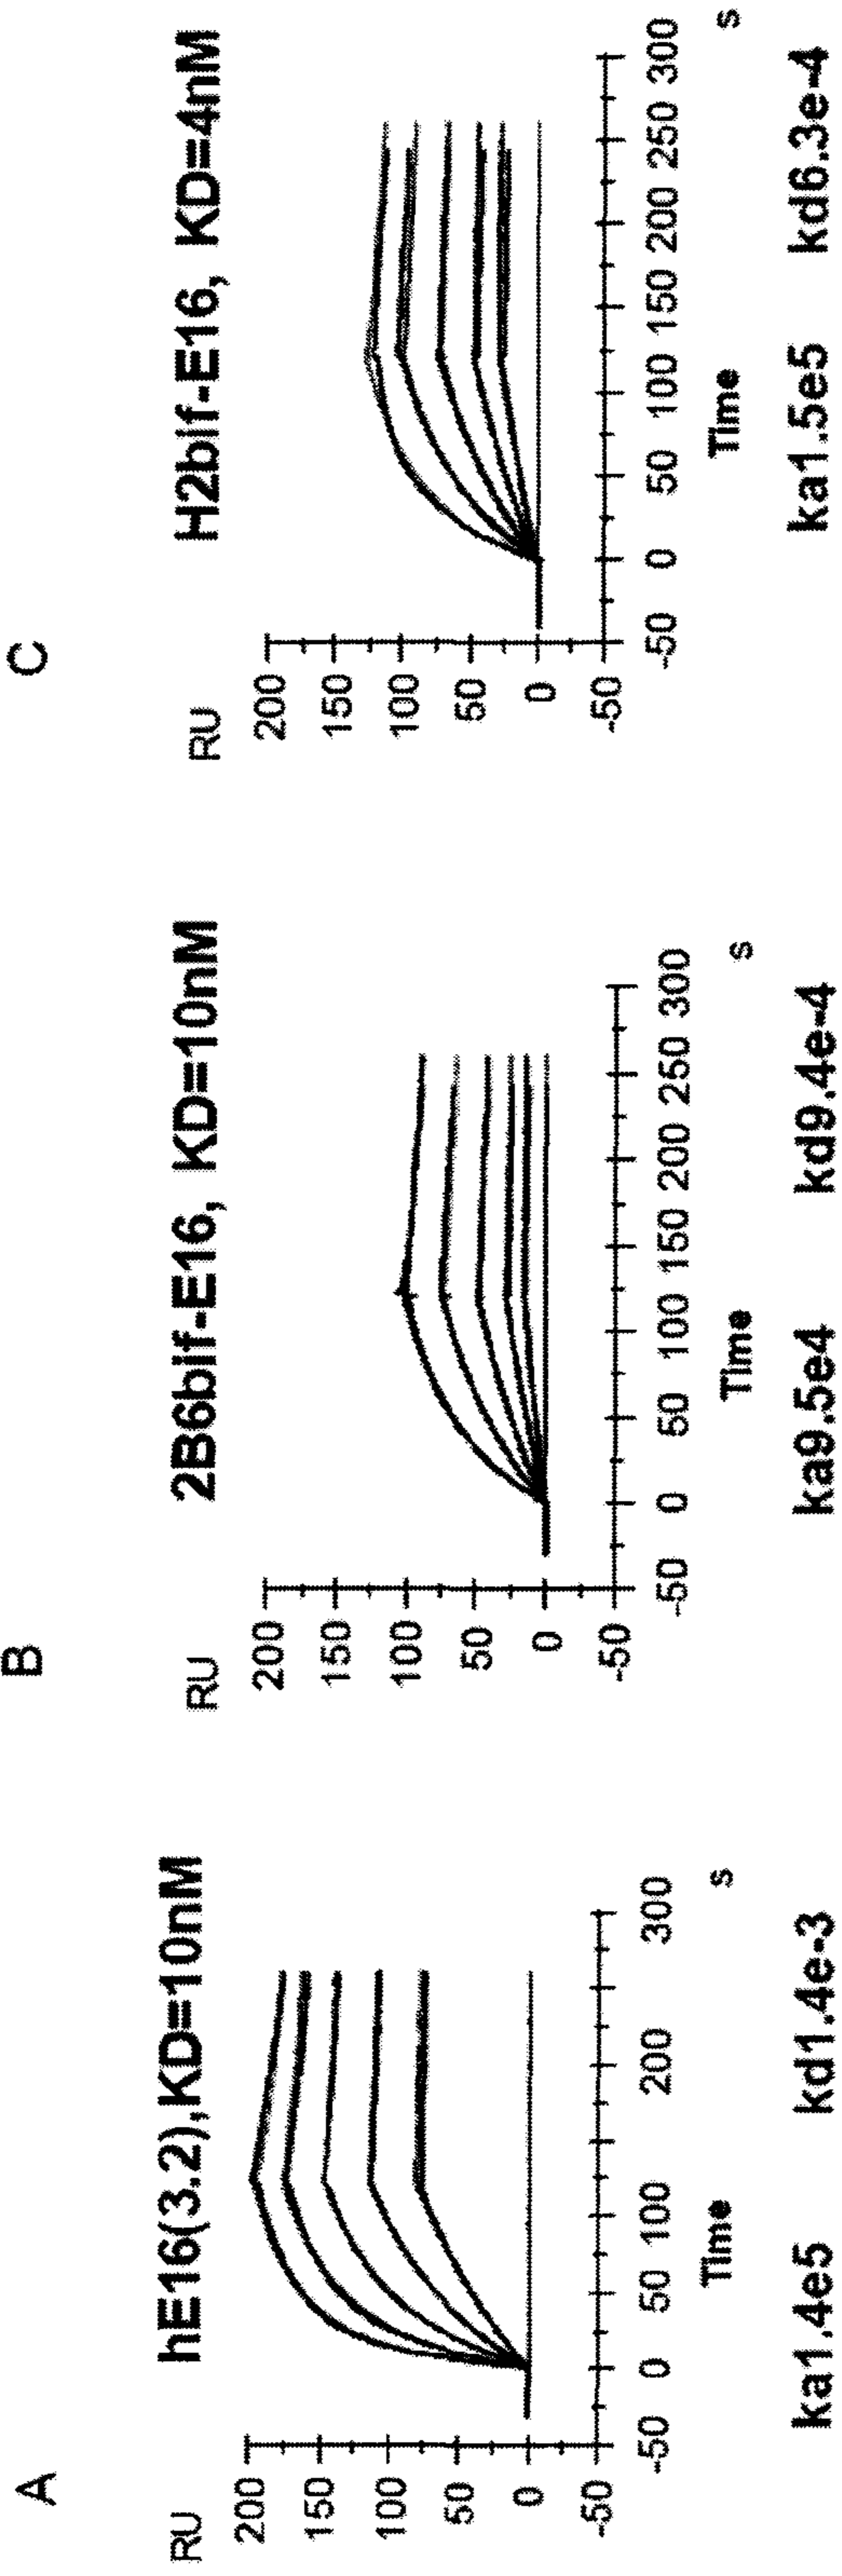 A
hE16(3.2),KD=10nM
RU
200
150
100
50
0
-50
-50 0 50 100 200 300
s
Time
ka1.4e5 kd1.4e-3
B
2B6bif-E16, KD=10nM
RU
200
150
100
50
0
-50
-50 0 50 100 150 200 250 300
s
Time
ka9.5e4 kd9.4e-4
C
H2bif-E16, KD=4nM
RU
200
150
100
50
0
-50
-50 0 50 100 150 200 250 300
s
Time
ka1.5e5 kd6.3e-4